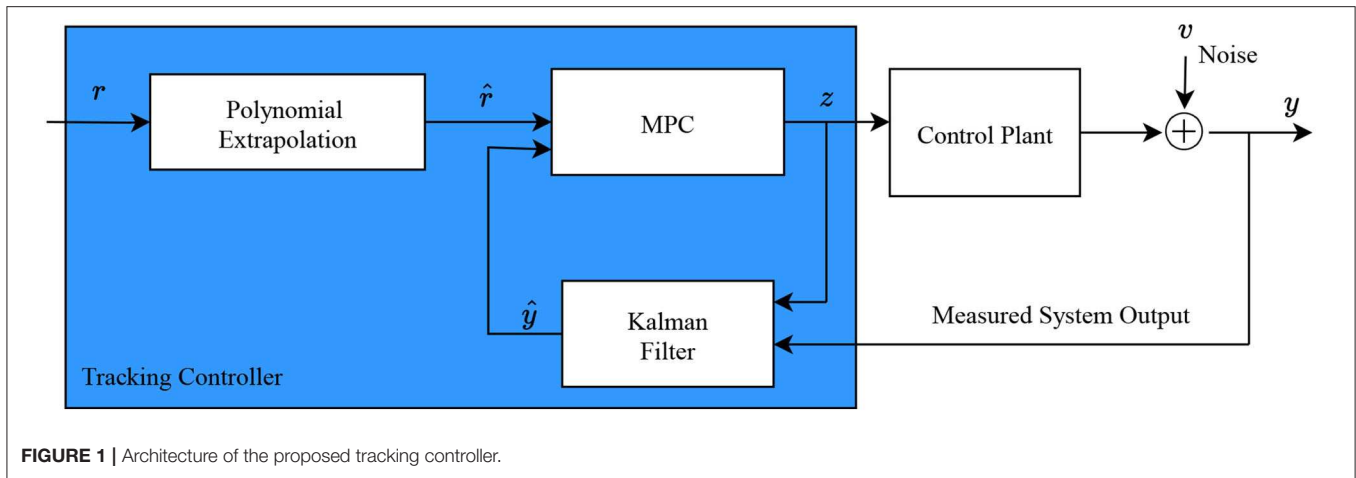 v
Noise
r
Polynomial
Extrapolation
r̂
MPC
z
Control Plant
+
y
ŷ
Kalman
Filter
Measured System Output
Tracking Controller
FIGURE 1 | Architecture of the proposed tracking controller.